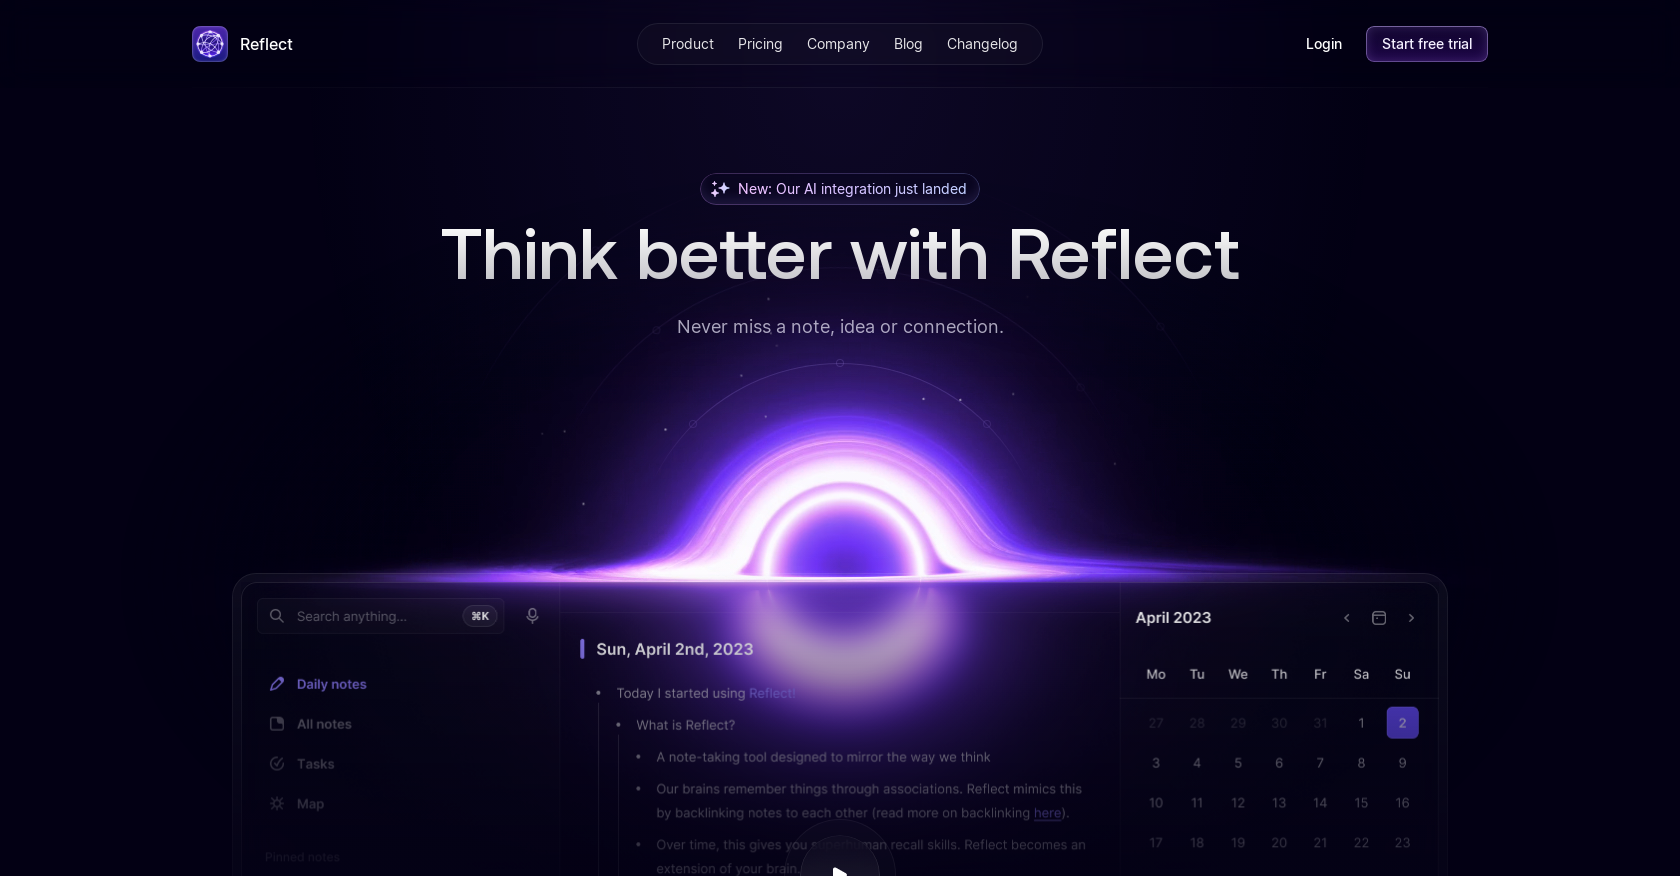 Reflect
Product Pricing Company Blog Changelog
Login
Start free trial
New: Our AI integration just landed
Think better with Reflect
Never miss a note, idea or connection.
Search anything...
⌘K
Daily notes
All notes
Tasks
Map
Pinned notes
Sun, April 2nd, 2023
• Today I started using Reflect!
• What is Reflect?
• A note-taking tool designed to mirror the way we think
• Our brains remember things through associations. Reflect mimics this
by backlinking notes to each other (read more on backlinking here).
• Over time, this gives you superhuman recall skills. Reflect becomes an
extension of your brain.
April 2023
Mo Tu We Th Fr Sa Su
27 28 29 30 31 1 2
3 4 5 6 7 8 9
10 11 12 13 14 15 16
17 18 19 20 21 22 23